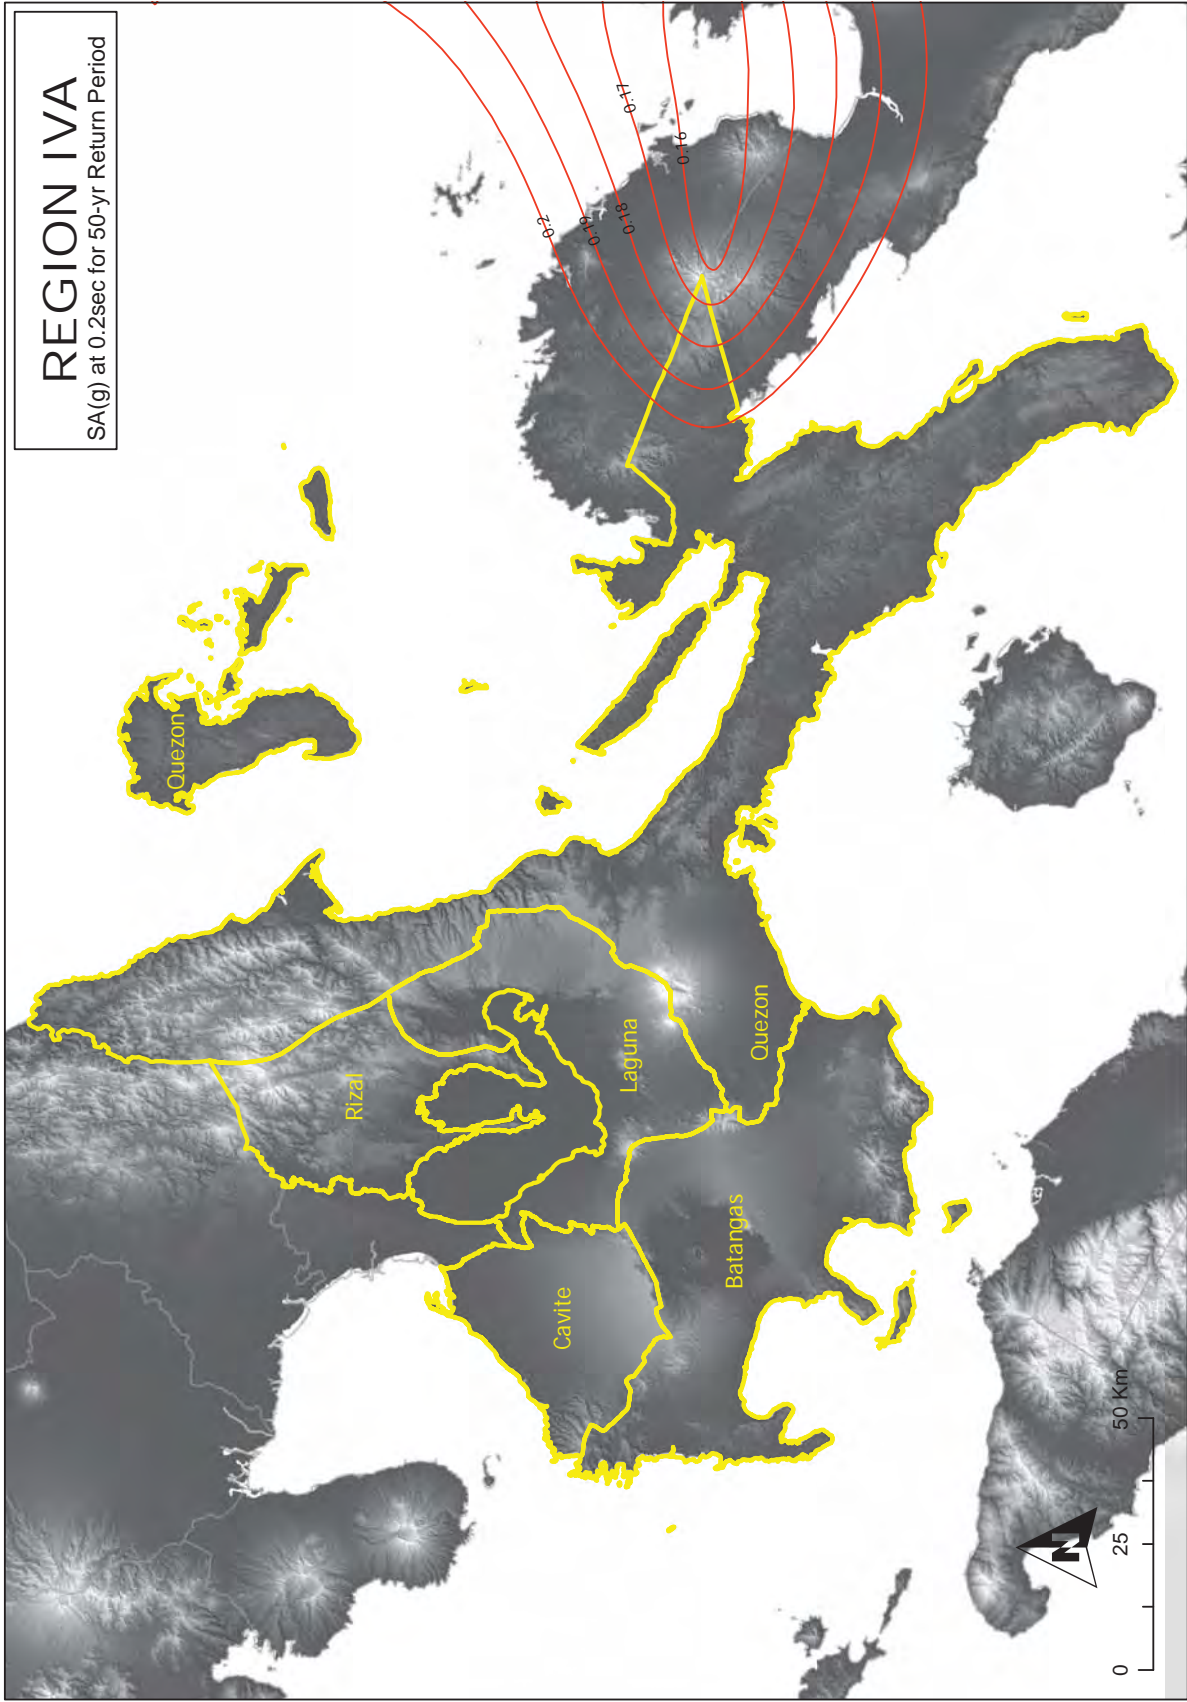 REGION IVA
SA(g) at 0.2sec for 50-yr Return Period
Quezon
0.2
0.19
0.18
0.17
0.16
Rizal
Laguna
Quezon
Cavite
Batangas
N
0 25 50 Km